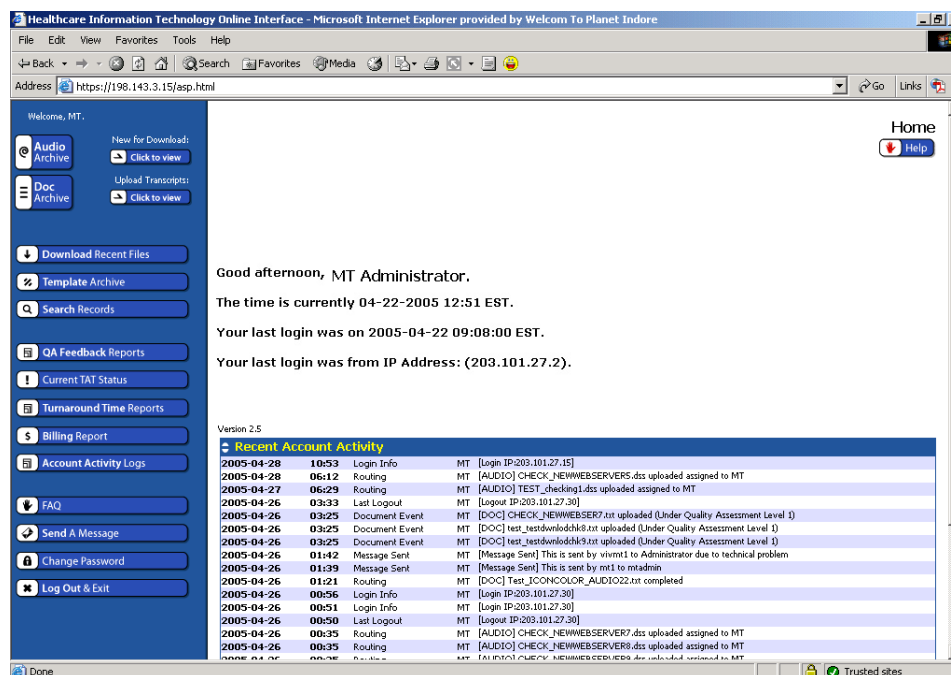 Healthcare Information Technology Online Interface - Microsoft Internet Explorer provided by Welcom To Planet Indore
File Edit View Favorites Tools Help
Back Search Favorites Media
Address https://198.143.3.15/asp.html Go Links
Welcome, MT.
Home
Help
Audio Archive
New for Download:
Click to view
Doc Archive
Upload Transcripts:
Click to view
Download Recent Files
Template Archive
Search Records
QA Feedback Reports
Current TAT Status
Turnaround Time Reports
Billing Report
Account Activity Logs
FAQ
Send A Message
Change Password
Log Out & Exit
Good afternoon, MT Administrator.
The time is currently 04-22-2005 12:51 EST.
Your last login was on 2005-04-22 09:08:00 EST.
Your last login was from IP Address: (203.101.27.2).
Version 2.5
Recent Account Activity
2005-04-28 10:53 Login Info MT [Login IP:203.101.27.15]
2005-04-28 06:12 Routing MT [AUDIO] CHECK_NEWWEBSERVER5.dss uploaded assigned to MT
2005-04-27 06:29 Routing MT [AUDIO] TEST_checking1.dss uploaded assigned to MT
2005-04-26 03:33 Last Logout MT [Logout IP:203.101.27.30]
2005-04-26 03:25 Document Event MT [DOC] CHECK_NEWWEBSER7.txt uploaded (Under Quality Assessment Level 1)
2005-04-26 03:25 Document Event MT [DOC] test_testdwnlodchk8.txt uploaded (Under Quality Assessment Level 1)
2005-04-26 03:25 Document Event MT [DOC] test_testdwnlodchk9.txt uploaded (Under Quality Assessment Level 1)
2005-04-26 01:42 Message Sent MT [Message Sent] This is sent by vivmt1 to Administrator due to technical problem
2005-04-26 01:39 Message Sent MT [Message Sent] This is sent by mt1 to mtadmin
2005-04-26 01:21 Routing MT [DOC] Test_ICONCOLOR_AUDIO22.txt completed
2005-04-26 00:56 Login Info MT [Login IP:203.101.27.30]
2005-04-26 00:51 Login Info MT [Login IP:203.101.27.30]
2005-04-26 00:50 Last Logout MT [Logout IP:203.101.27.30]
2005-04-26 00:35 Routing MT [AUDIO] CHECK_NEWWEBSERVER7.dss uploaded assigned to MT
2005-04-26 00:35 Routing MT [AUDIO] CHECK_NEWWEBSERVER8.dss uploaded assigned to MT
2005-04-26 00:35 Routing MT [AUDIO] CHECK_NEWWEBSERVER9.dss uploaded assigned to MT
Done Trusted sites